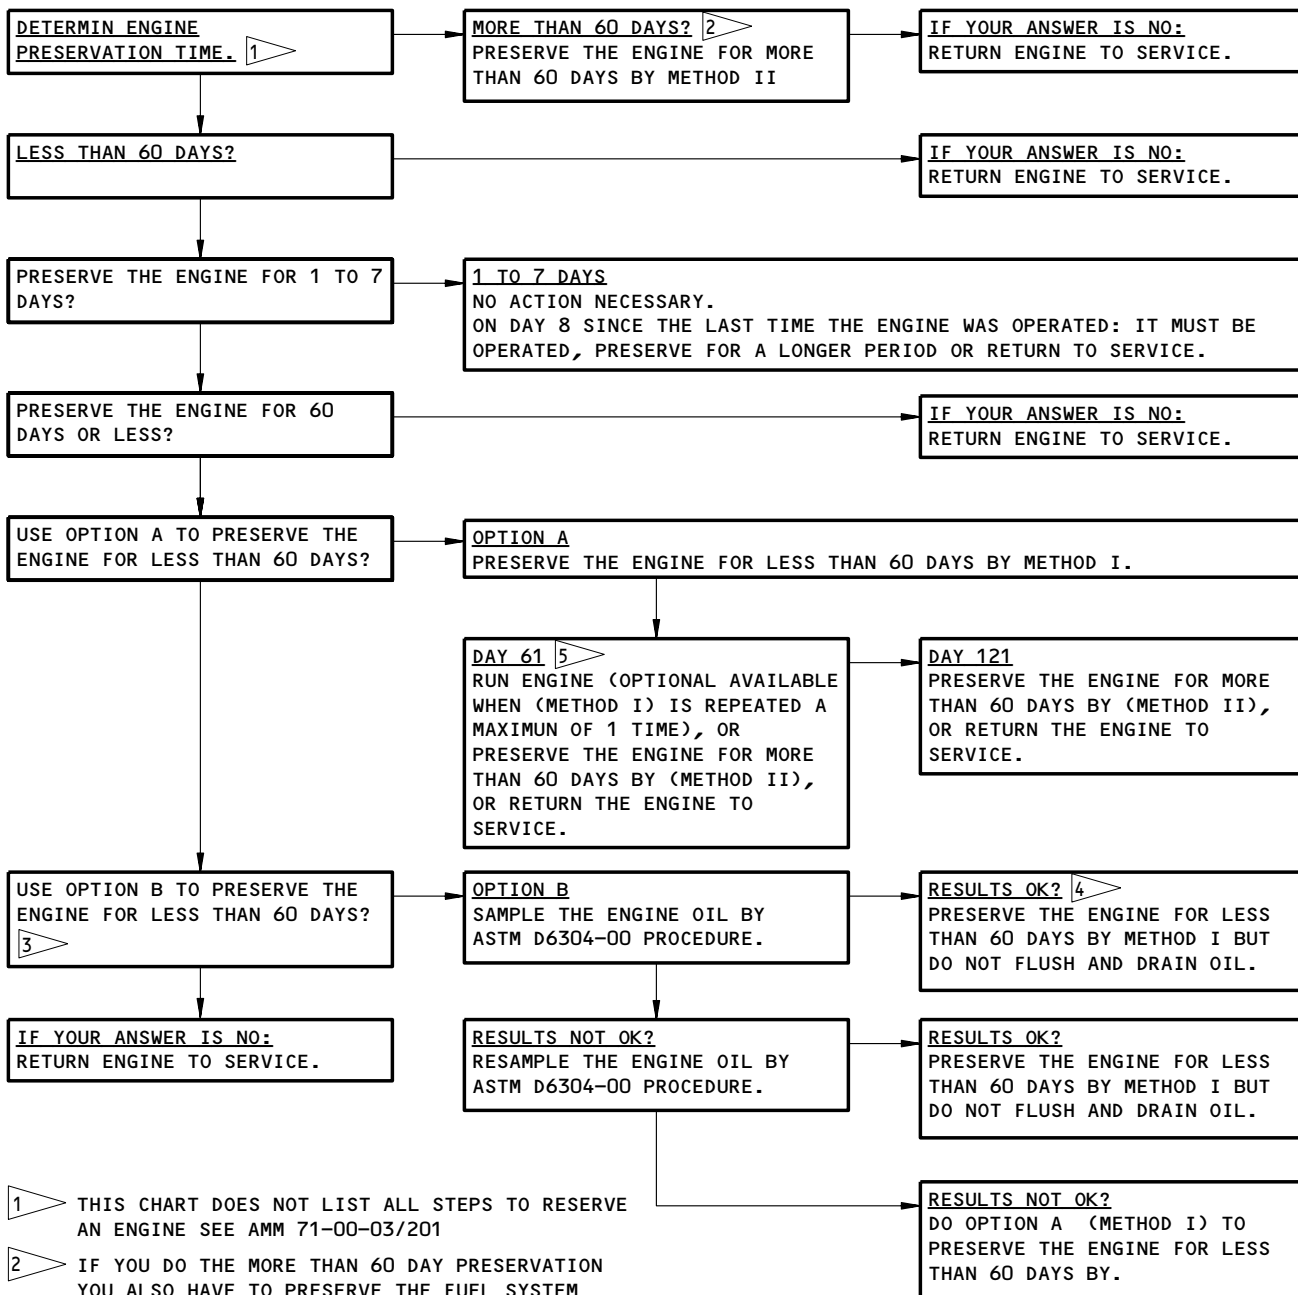 DETERMIN ENGINE
PRESERVATION TIME. 1
MORE THAN 60 DAYS? 2
PRESERVE THE ENGINE FOR MORE
THAN 60 DAYS BY METHOD II
IF YOUR ANSWER IS NO:
RETURN ENGINE TO SERVICE.
LESS THAN 60 DAYS?
IF YOUR ANSWER IS NO:
RETURN ENGINE TO SERVICE.
PRESERVE THE ENGINE FOR 1 TO 7
DAYS?
1 TO 7 DAYS
NO ACTION NECESSARY.
ON DAY 8 SINCE THE LAST TIME THE ENGINE WAS OPERATED: IT MUST BE
OPERATED, PRESERVE FOR A LONGER PERIOD OR RETURN TO SERVICE.
PRESERVE THE ENGINE FOR 60
DAYS OR LESS?
IF YOUR ANSWER IS NO:
RETURN ENGINE TO SERVICE.
USE OPTION A TO PRESERVE THE
ENGINE FOR LESS THAN 60 DAYS?
OPTION A
PRESERVE THE ENGINE FOR LESS THAN 60 DAYS BY METHOD I.
DAY 61 5
RUN ENGINE (OPTIONAL AVAILABLE
WHEN (METHOD I) IS REPEATED A
MAXIMUN OF 1 TIME), OR
PRESERVE THE ENGINE FOR MORE
THAN 60 DAYS BY (METHOD II),
OR RETURN THE ENGINE TO
SERVICE.
DAY 121
PRESERVE THE ENGINE FOR MORE
THAN 60 DAYS BY (METHOD II),
OR RETURN THE ENGINE TO
SERVICE.
USE OPTION B TO PRESERVE THE
ENGINE FOR LESS THAN 60 DAYS?
3
OPTION B
SAMPLE THE ENGINE OIL BY
ASTM D6304-00 PROCEDURE.
RESULTS OK? 4
PRESERVE THE ENGINE FOR LESS
THAN 60 DAYS BY METHOD I BUT
DO NOT FLUSH AND DRAIN OIL.
IF YOUR ANSWER IS NO:
RETURN ENGINE TO SERVICE.
RESULTS NOT OK?
RESAMPLE THE ENGINE OIL BY
ASTM D6304-00 PROCEDURE.
RESULTS OK?
PRESERVE THE ENGINE FOR LESS
THAN 60 DAYS BY METHOD I BUT
DO NOT FLUSH AND DRAIN OIL.
RESULTS NOT OK?
DO OPTION A (METHOD I) TO
PRESERVE THE ENGINE FOR LESS
THAN 60 DAYS BY.
1 THIS CHART DOES NOT LIST ALL STEPS TO RESERVE
AN ENGINE SEE AMM 71-00-03/201
2 IF YOU DO THE MORE THAN 60 DAY PRESERVATION
YOU ALSO HAVE TO PRESERVE THE FUEL SYSTEM